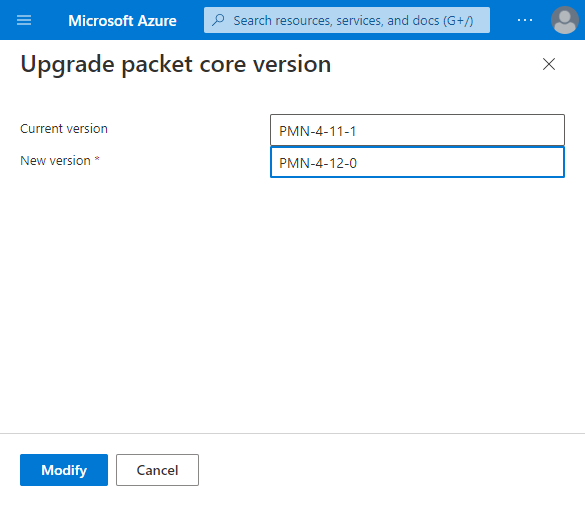 Microsoft Azure
Search resources, services, and docs (G+/)
Upgrade packet core version
Current version
PMN-4-11-1
New version *
PMN-4-12-0
Modify
Cancel